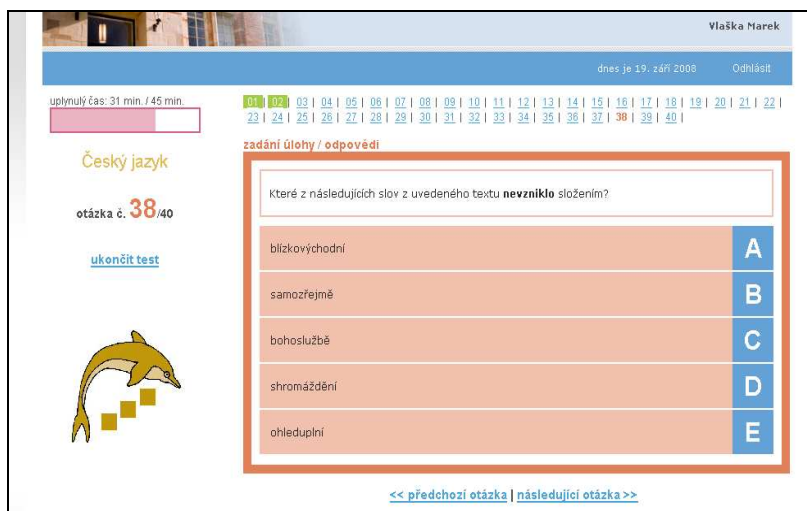 Vlaška Marek
dnes je 19. září 2008 Odhlásit
uplynulý čas: 31 min. / 45 min.
01 | 02 | 03 | 04 | 05 | 06 | 07 | 08 | 09 | 10 | 11 | 12 | 13 | 14 | 15 | 16 | 17 | 18 | 19 | 20 | 21 | 22 |
23 | 24 | 25 | 26 | 27 | 28 | 29 | 30 | 31 | 32 | 33 | 34 | 35 | 36 | 37 | 38 | 39 | 40 |
zadání úlohy / odpovědi
Český jazyk
otázka č. 38/40
ukončit test
Které z následujících slov z uvedeného textu nevzniklo složením?
blízkovýchodní A
samozřejmě B
bohoslužbě C
shromáždění D
ohleduplní E
<< předchozí otázka | následující otázka >>